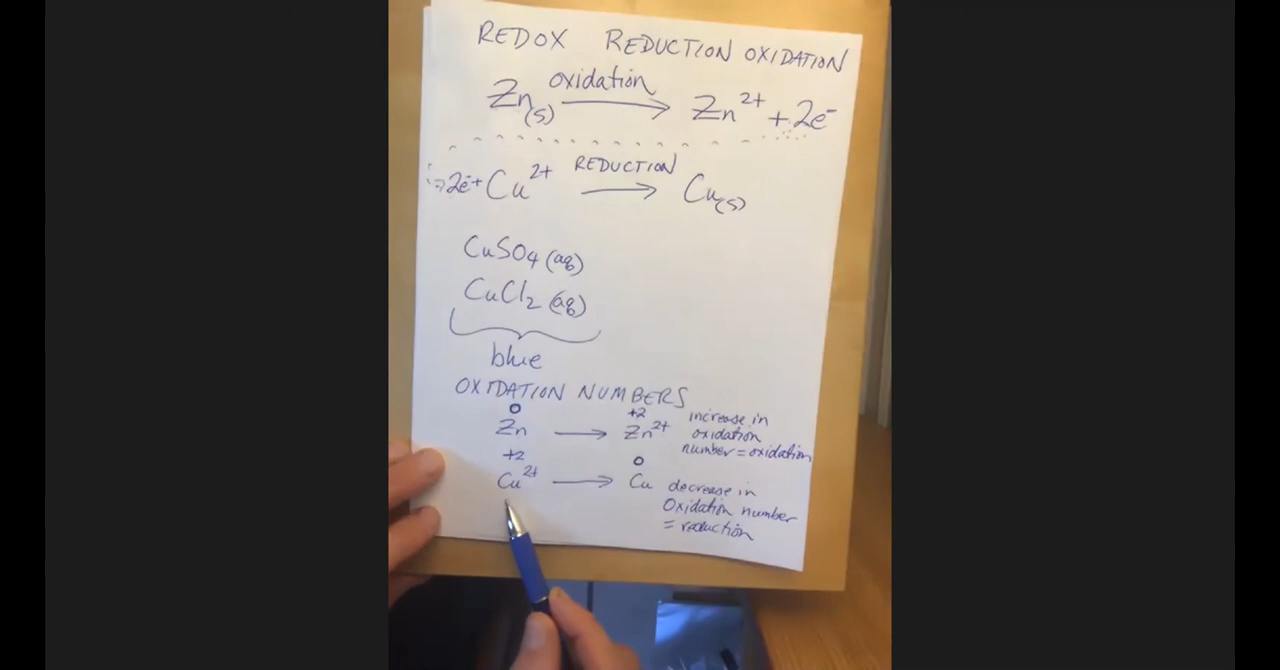 REDOX REDUCTION OXIDATION
Zn(s) oxidation → Zn²⁺ + 2e⁻
2e⁻ + Cu²⁺ REDUCTION → Cu(s)
CuSO₄ (aq)
CuCl₂ (aq)
blue
OXIDATION NUMBERS
0 +2
Zn → Zn²⁺
increase in
oxidation
number = oxidation
+2 0
Cu²⁺ → Cu
decrease in
Oxidation number
= reduction